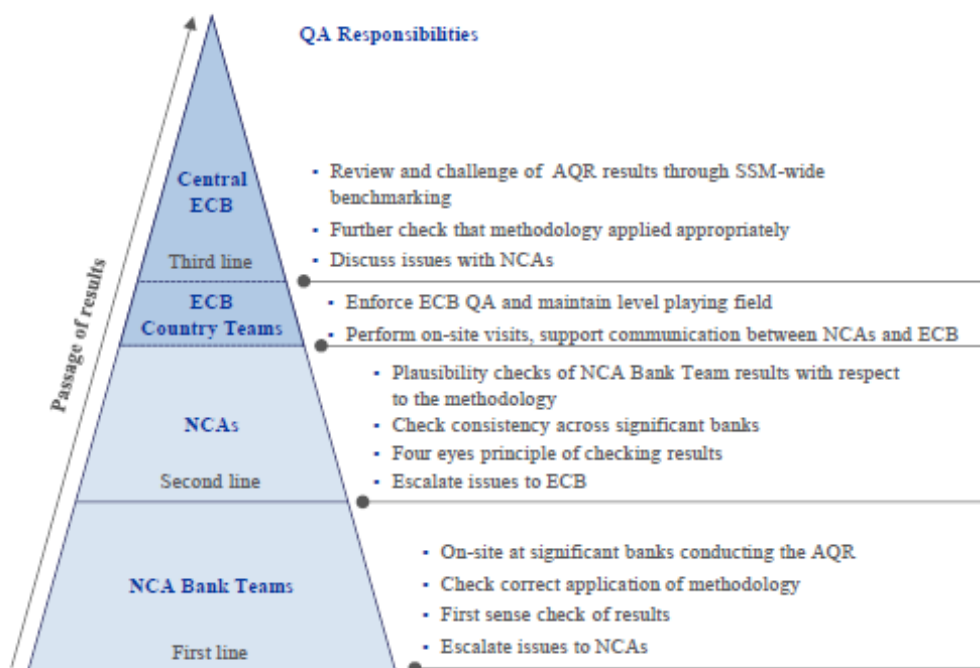 QA Responsibilities
Passage of results
Central
ECB
Third line
▪ Review and challenge of AQR results through SSM-wide
benchmarking
▪ Further check that methodology applied appropriately
▪ Discuss issues with NCAs
ECB
Country Teams
▪ Enforce ECB QA and maintain level playing field
▪ Perform on-site visits, support communication between NCAs and ECB
NCAs
Second line
▪ Plausibility checks of NCA Bank Team results with respect
to the methodology
▪ Check consistency across significant banks
▪ Four eyes principle of checking results
▪ Escalate issues to ECB
NCA Bank Teams
First line
▪ On-site at significant banks conducting the AQR
▪ Check correct application of methodology
▪ First sense check of results
▪ Escalate issues to NCAs